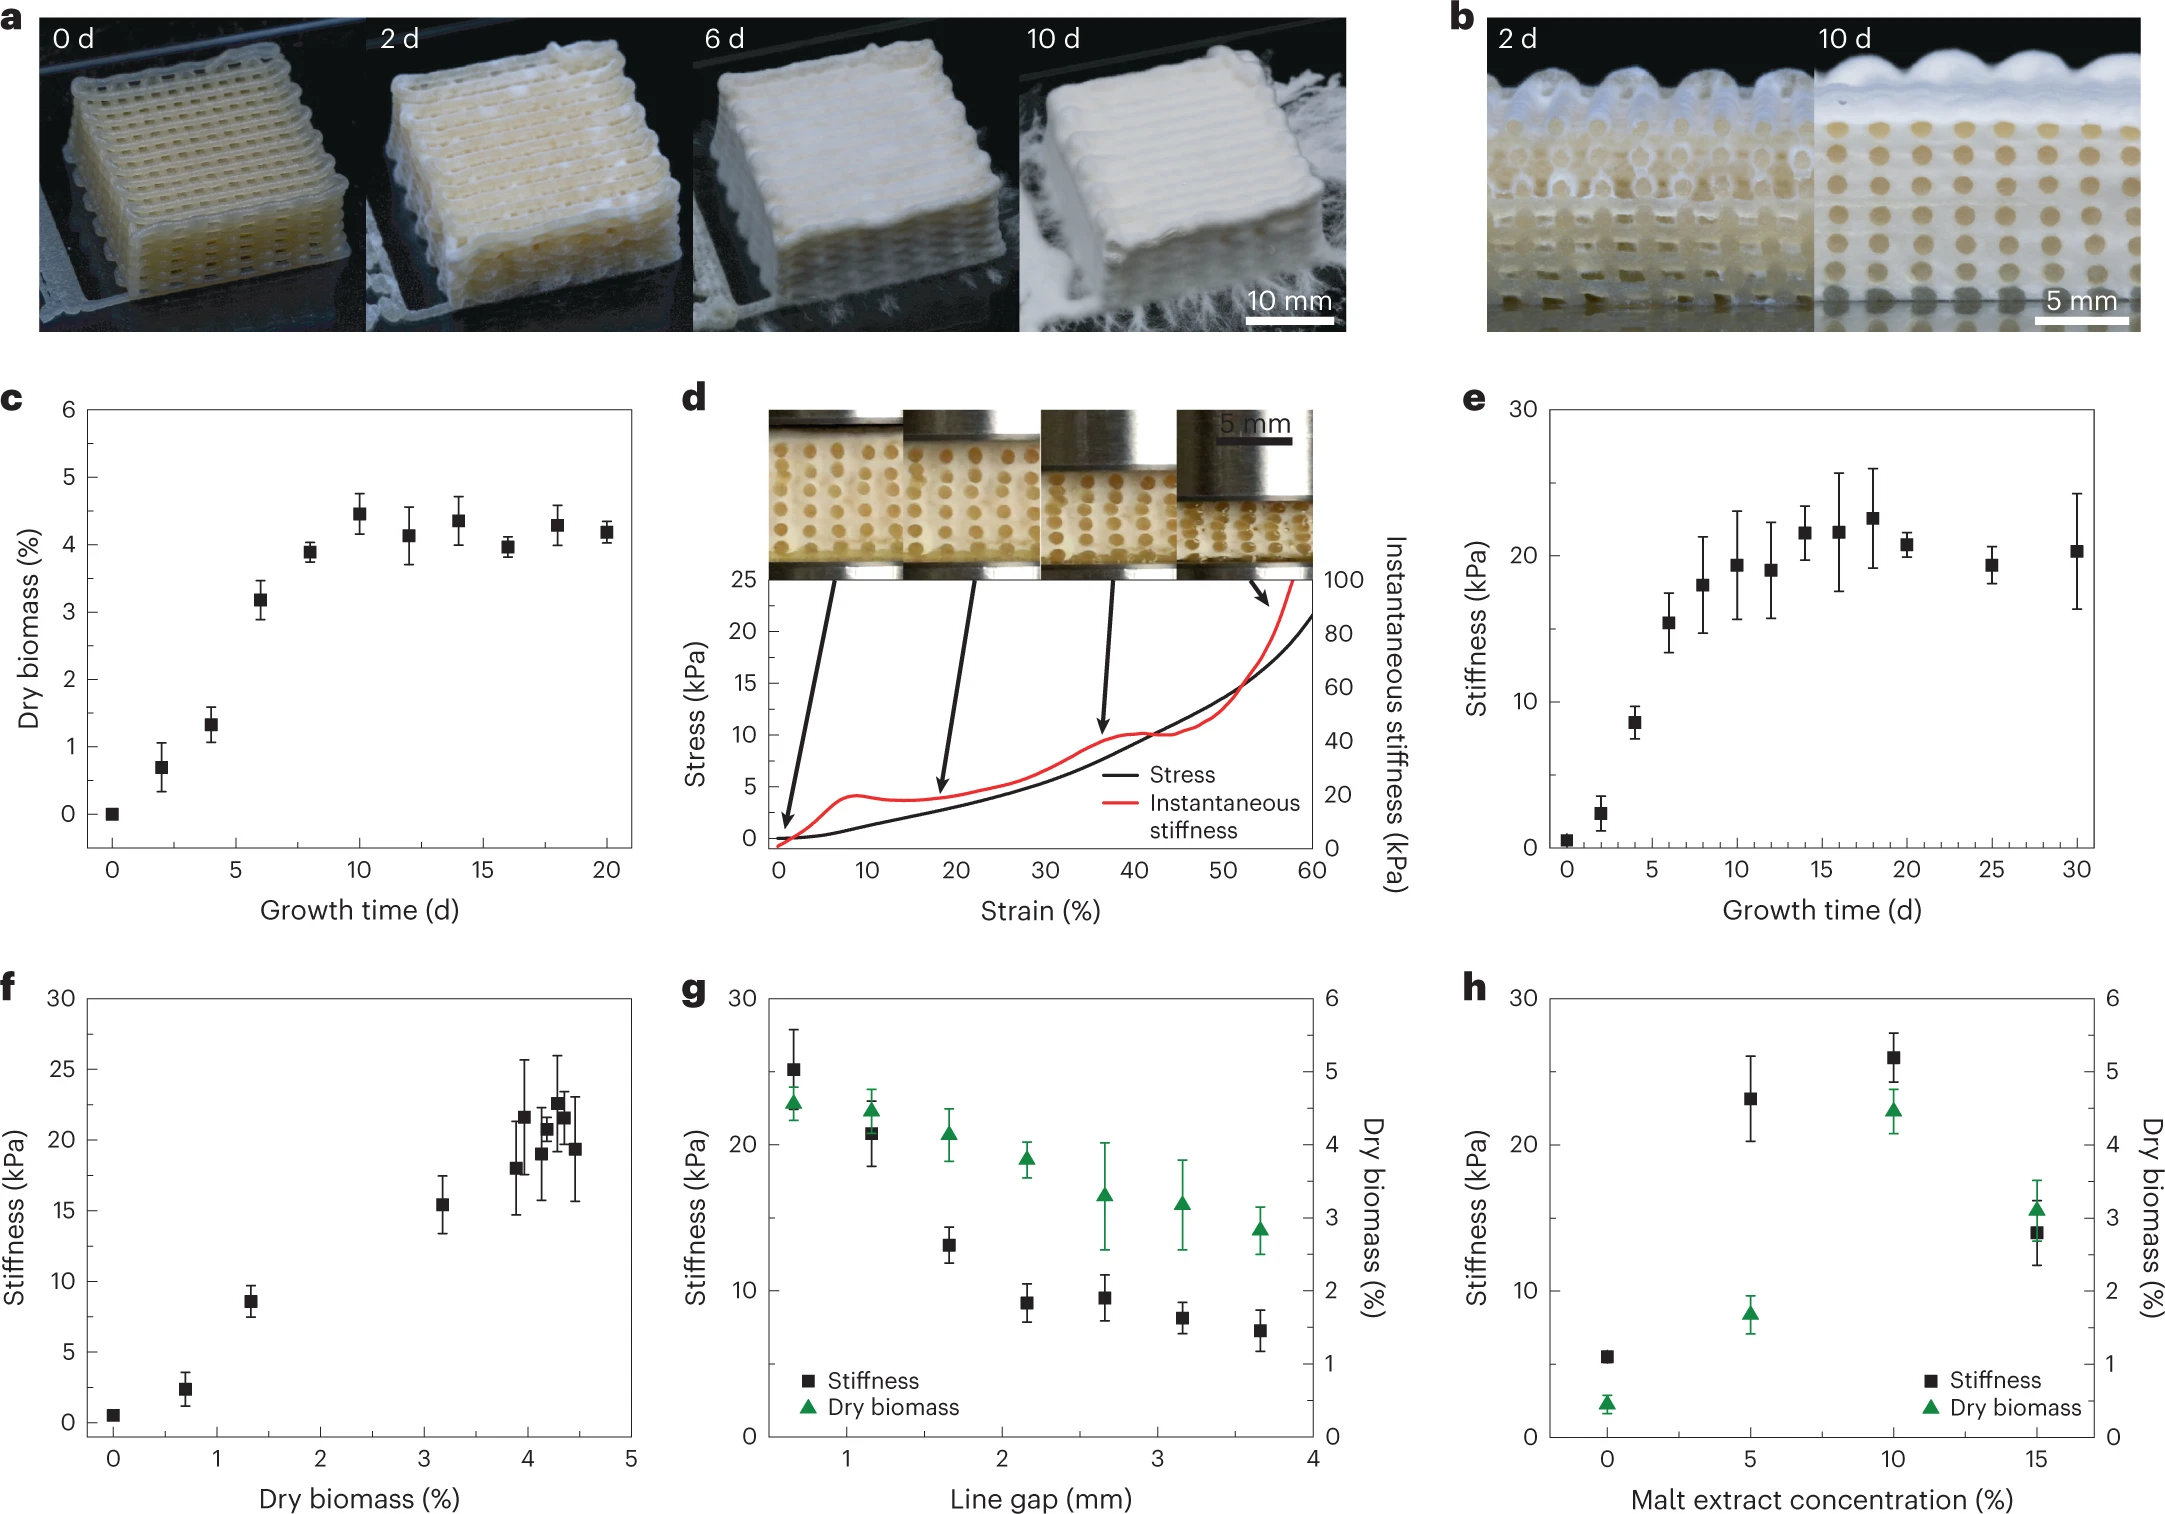 a
0 d
2 d
6 d
10 d
10 mm
b
2 d
10 d
5 mm
c
6
5
4
3
2
1
0
Dry biomass (%)
0 5 10 15 20
Growth time (d)
d
5 mm
25
20
15
10
5
0
Stress (kPa)
100
80
60
40
20
0
Instantaneous stiffness (kPa)
Stress
Instantaneous
stiffness
0 10 20 30 40 50 60
Strain (%)
e
30
20
10
0
Stiffness (kPa)
0 5 10 15 20 25 30
Growth time (d)
f
30
25
20
15
10
5
0
Stiffness (kPa)
0 1 2 3 4 5
Dry biomass (%)
g
30
20
10
0
Stiffness (kPa)
6
5
4
3
2
1
0
Dry biomass (%)
Stiffness
Dry biomass
1 2 3 4
Line gap (mm)
h
30
20
10
0
Stiffness (kPa)
6
5
4
3
2
1
0
Dry biomass (%)
Stiffness
Dry biomass
0 5 10 15
Malt extract concentration (%)